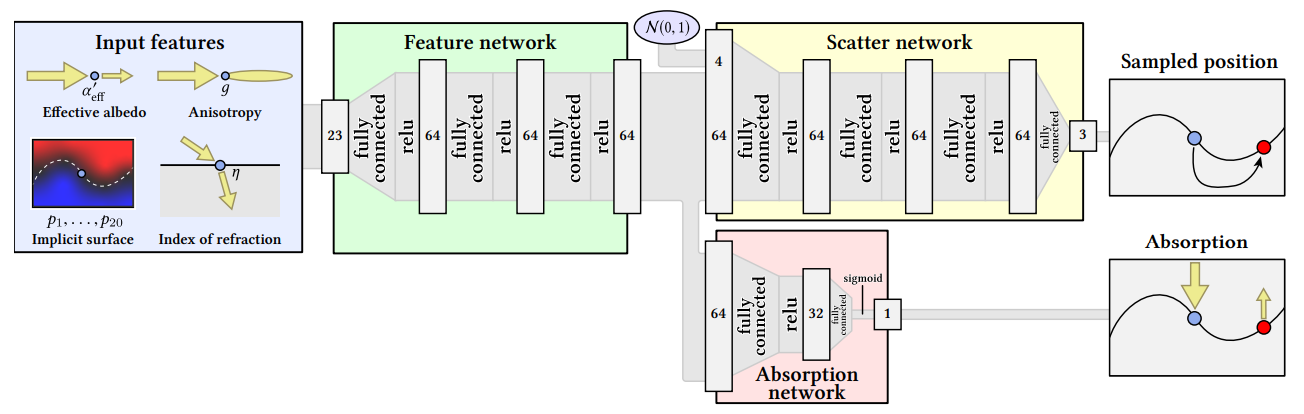 Input features
α′eff
Effective albedo
g
Anisotropy
p1, . . . , p20
Implicit surface
η
Index of refraction
Feature network
23
fully
connected
relu
64
fully
connected
relu
64
fully
connected
relu
64
N(0, 1)
Scatter network
4
64
fully
connected
relu
64
fully
connected
relu
64
fully
connected
relu
64
fully
connected
3
Sampled position
64
fully
connected
relu
32
fully
connected
sigmoid
1
Absorption
network
Absorption